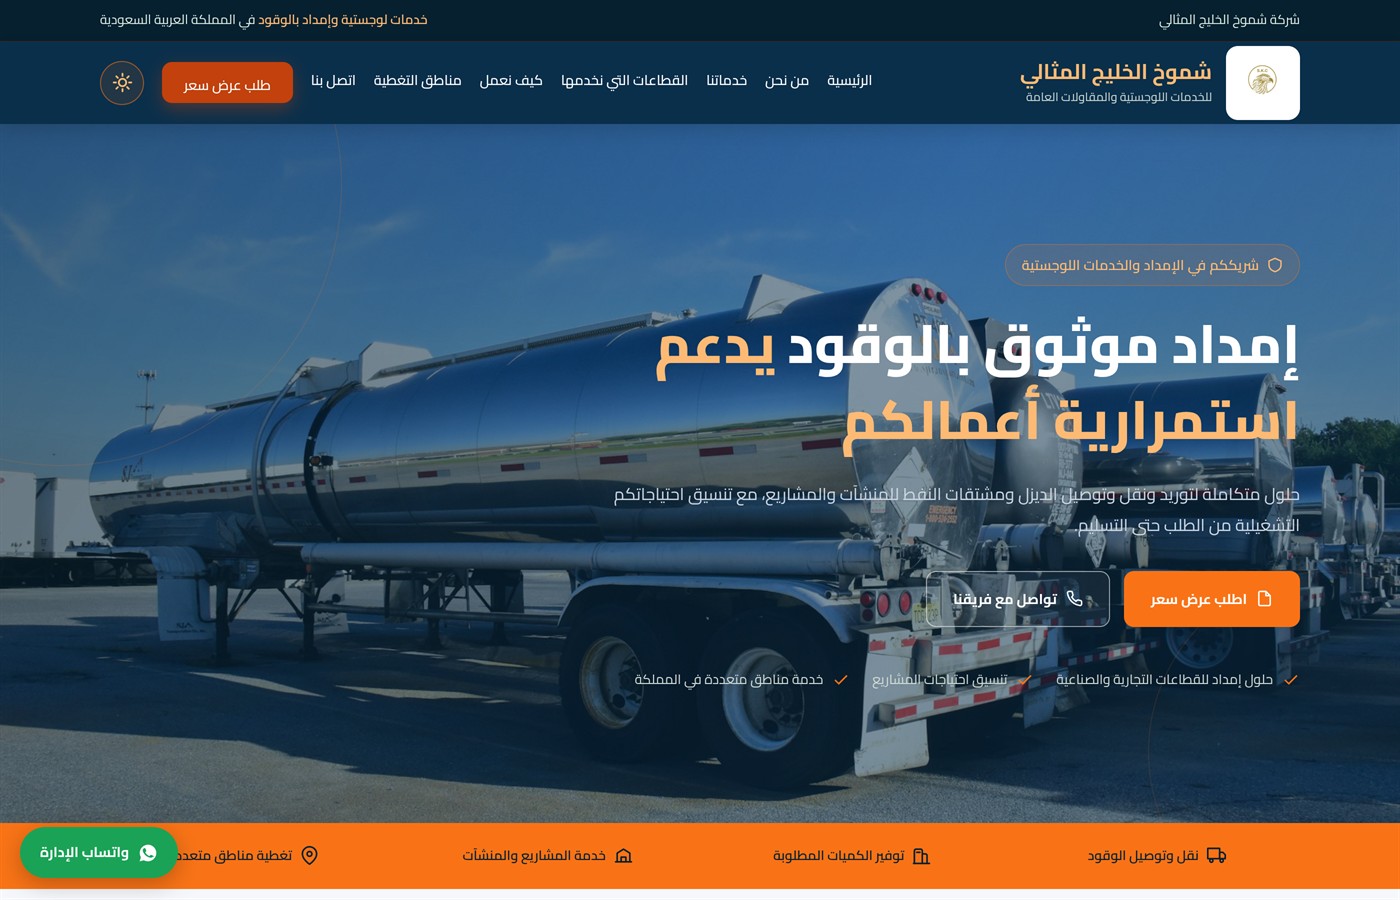 شركة شموخ الخليج المثالي
خدمات لوجستية وإمداد بالوقود في المملكة العربية السعودية
شموخ الخليج المثالي
للخدمات اللوجستية والمقاولات العامة
الرئيسية
من نحن
خدماتنا
القطاعات التي نخدمها
كيف نعمل
مناطق التغطية
اتصل بنا
طلب عرض سعر
شريككم في الإمداد والخدمات اللوجستية
إمداد موثوق بالوقود يدعم
استمرارية أعمالكم
حلول متكاملة لتوريد ونقل وتوصيل الديزل ومشتقات النفط للمنشآت والمشاريع، مع تنسيق احتياجاتكم
التشغيلية من الطلب حتى التسليم.
اطلب عرض سعر
تواصل مع فريقنا
حلول إمداد للقطاعات التجارية والصناعية
تنسيق احتياجات المشاريع
خدمة مناطق متعددة في المملكة
نقل وتوصيل الوقود
توفير الكميات المطلوبة
خدمة المشاريع والمنشآت
تغطية مناطق
واتساب الإدارة
EMERGENCY